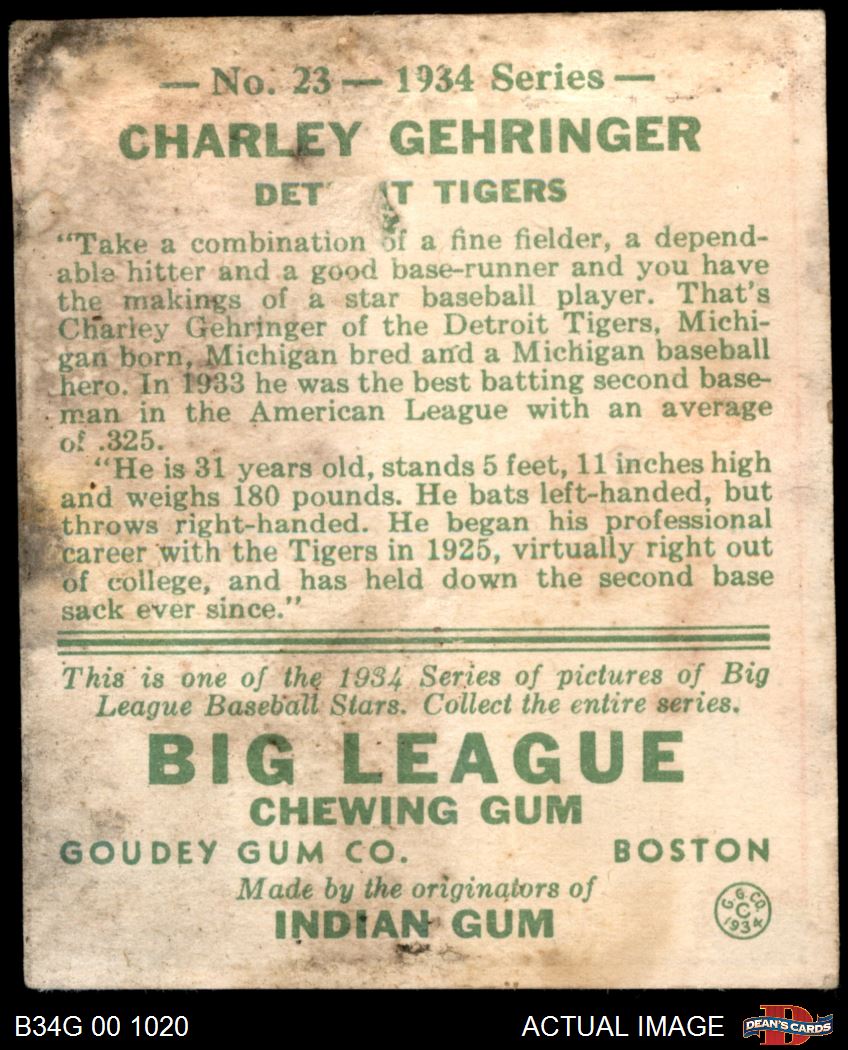 — No. 23 — 1934 Series —
CHARLEY GEHRINGER
DET IT TIGERS
"Take a combination of a fine fielder, a depend-
able hitter and a good base-runner and you have
the makings of a star baseball player. That's
Charley Gehringer of the Detroit Tigers, Michi-
gan born, Michigan bred and a Michigan baseball
hero. In 1933 he was the best batting second base-
man in the American League with an average
of .325.
"He is 31 years old, stands 5 feet, 11 inches high
and weighs 180 pounds. He bats left-handed, but
throws right-handed. He began his professional
career with the Tigers in 1925, virtually right out
of college, and has held down the second base
sack ever since."
This is one of the 1934 Series of pictures of Big
League Baseball Stars. Collect the entire series.
BIG LEAGUE
CHEWING GUM
GOUDEY GUM CO. BOSTON
Made by the originators of
INDIAN GUM
G. G. CO.
C
1934
B34G 00 1020 ACTUAL IMAGE DEAN'S CARDS